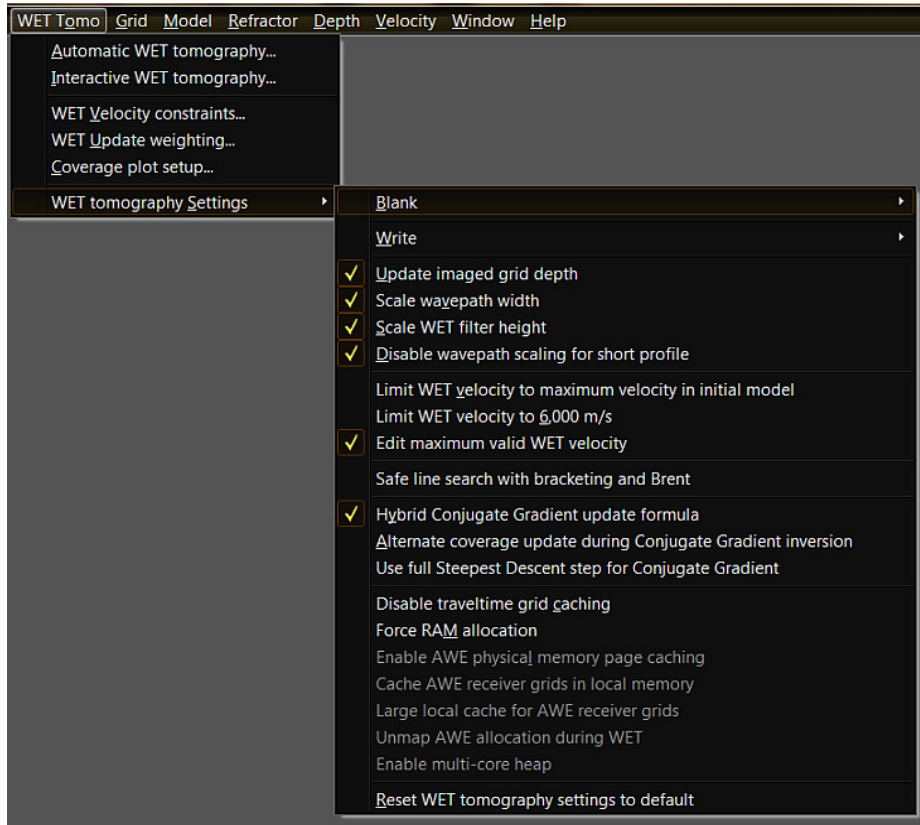 WET Tomo Grid Model Refractor Depth Velocity Window Help
Automatic WET tomography...
Interactive WET tomography...
WET Velocity constraints...
WET Update weighting...
Coverage plot setup...
WET tomography Settings
Blank
Write
Update imaged grid depth
Scale wavepath width
Scale WET filter height
Disable wavepath scaling for short profile
Limit WET velocity to maximum velocity in initial model
Limit WET velocity to 6,000 m/s
Edit maximum valid WET velocity
Safe line search with bracketing and Brent
Hybrid Conjugate Gradient update formula
Alternate coverage update during Conjugate Gradient inversion
Use full Steepest Descent step for Conjugate Gradient
Disable traveltime grid caching
Force RAM allocation
Enable AWE physical memory page caching
Cache AWE receiver grids in local memory
Large local cache for AWE receiver grids
Unmap AWE allocation during WET
Enable multi-core heap
Reset WET tomography settings to default